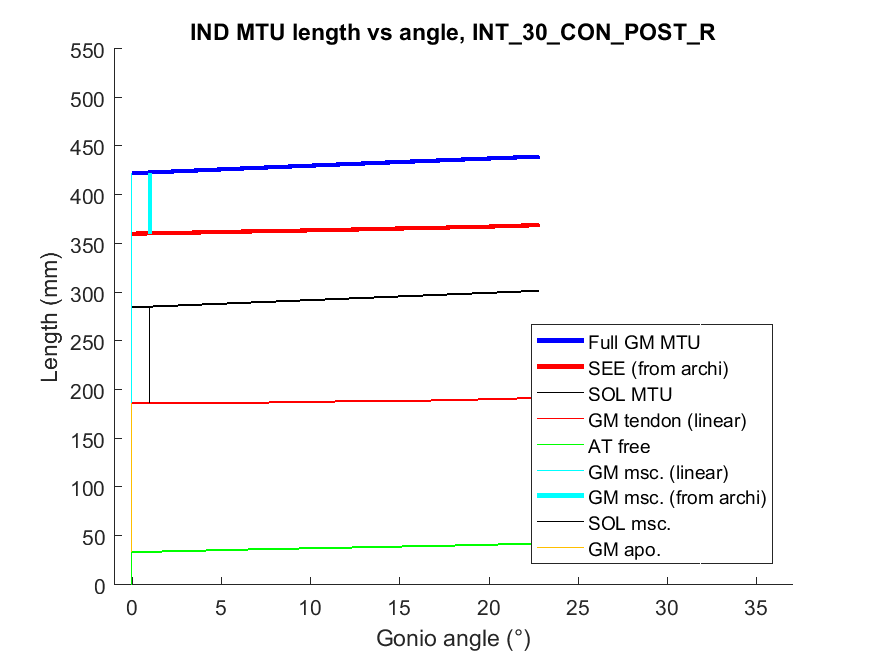 IND MTU length vs angle, INT_30_CON_POST_R
550
500
450
400
350
300
250
200
150
100
50
0
Length (mm)
0 5 10 15 20 25 30 35
Gonio angle (°)
Full GM MTU
SEE (from archi)
SOL MTU
GM tendon (linear)
AT free
GM msc. (linear)
GM msc. (from archi)
SOL msc.
GM apo.